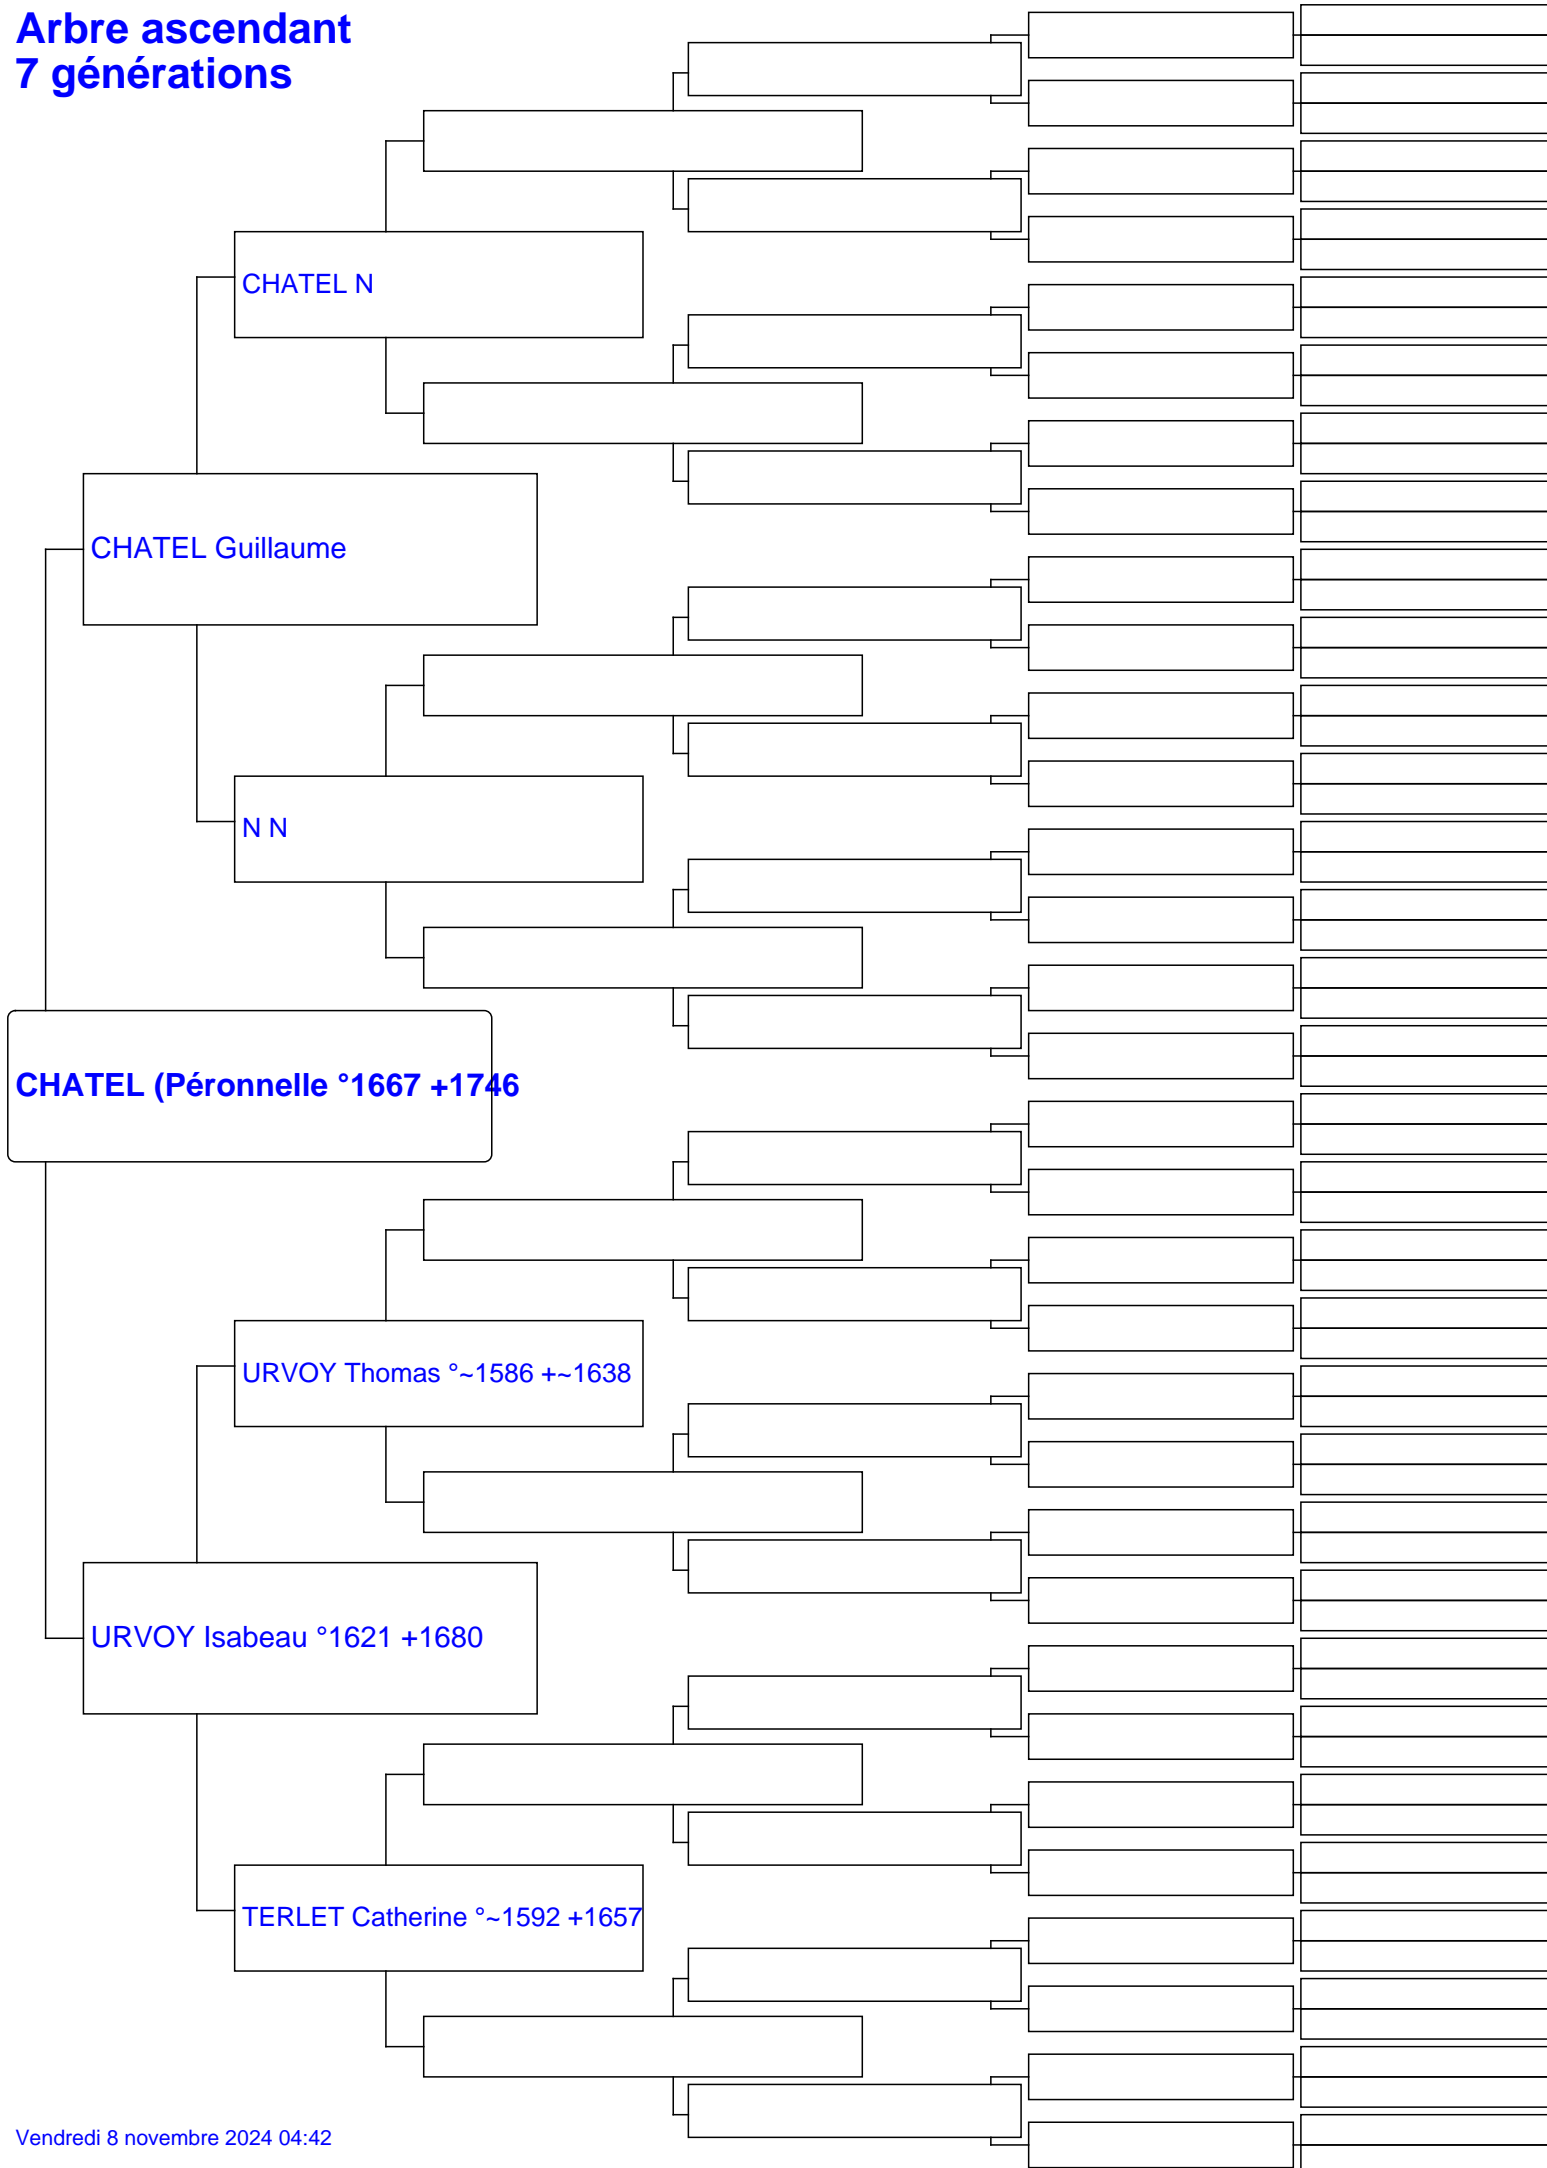 Arbre ascendant
7 générations
CHATEL N
CHATEL Guillaume
N N
CHATEL (Péronnelle °1667 +1746
URVOY Thomas °~1586 +~1638
URVOY Isabeau °1621 +1680
TERLET Catherine °~1592 +1657
Vendredi 8 novembre 2024 04:42